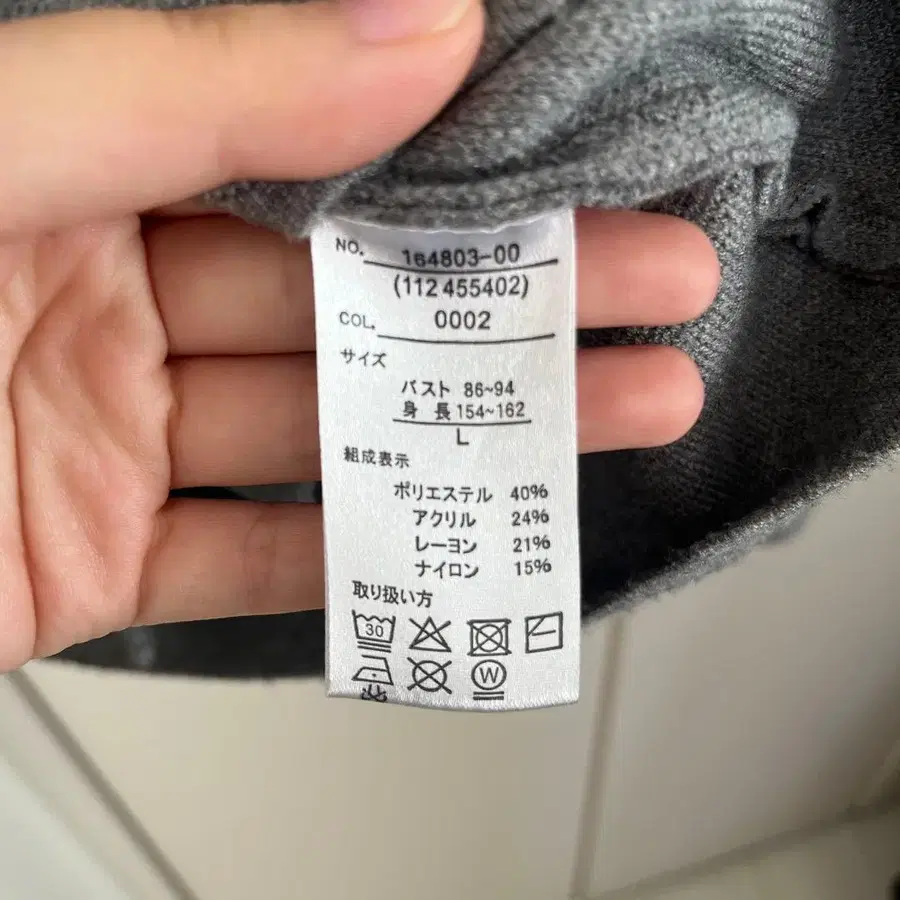 NO. 164803-00
(112455402)
COL. 0002
サイズ
バスト 86~94
身長 154~162
L
組成表示
ポリエステル 40%
アクリル 24%
レーヨン 21%
ナイロン 15%
取り扱い方
30
W